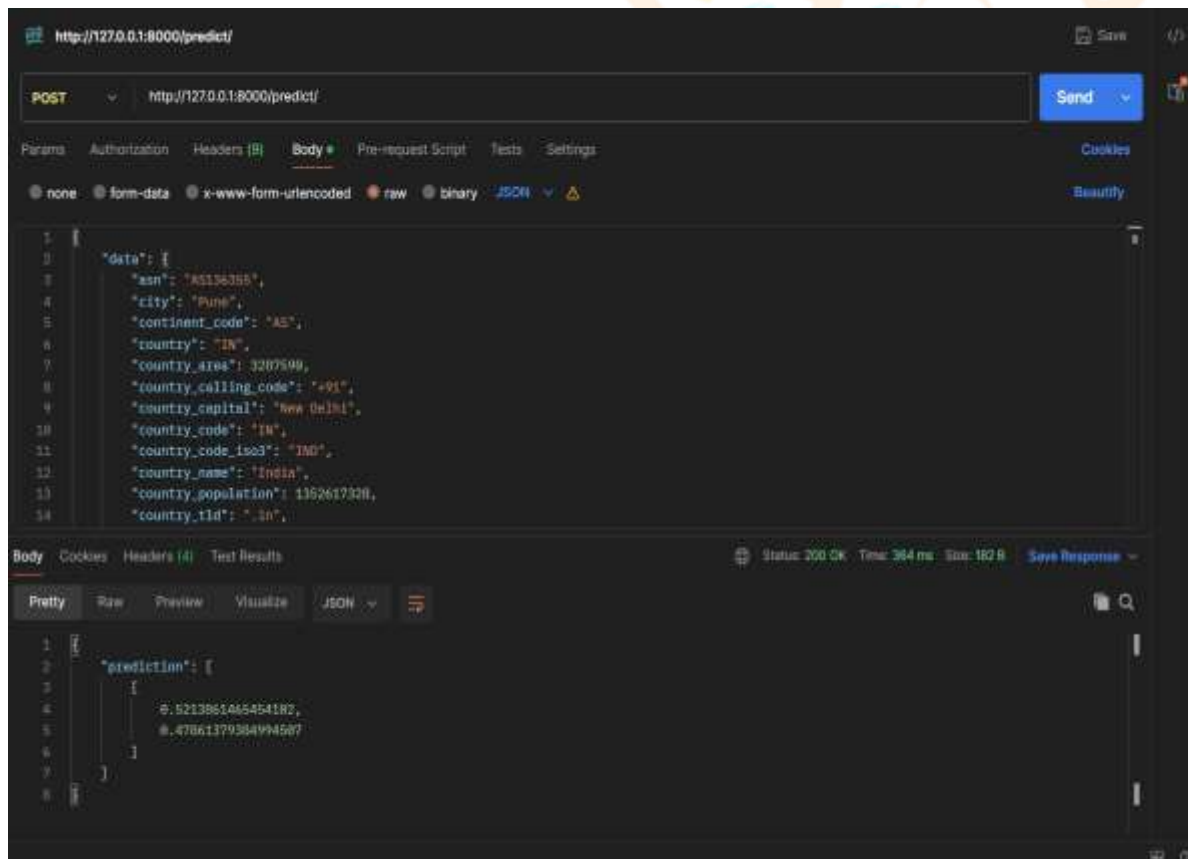 http://127.0.0.1:8000/predict/
Save
POST http://127.0.0.1:8000/predict/ Send
Params Authorization Headers (9) Body Pre-request Script Tests Settings Cookies
none form-data x-www-form-urlencoded raw binary JSON Beautify
1 {
2 "data": {
3 "asn": "AS136355",
4 "city": "Pune",
5 "continent_code": "AS",
6 "country": "IN",
7 "country_area": 3287590,
8 "country_calling_code": "+91",
9 "country_capital": "New Delhi",
10 "country_code": "IN",
11 "country_code_iso3": "IND",
12 "country_name": "India",
13 "country_population": 1352617328,
14 "country_tld": ".in",
Body Cookies Headers (4) Test Results Status: 200 OK Time: 364 ms Size: 182 B Save Response
Pretty Raw Preview Visualize JSON
1 {
2 "prediction": [
3 [
4 0.5213861465454102,
5 0.47861379384994507
6 ]
7 ]
8 }